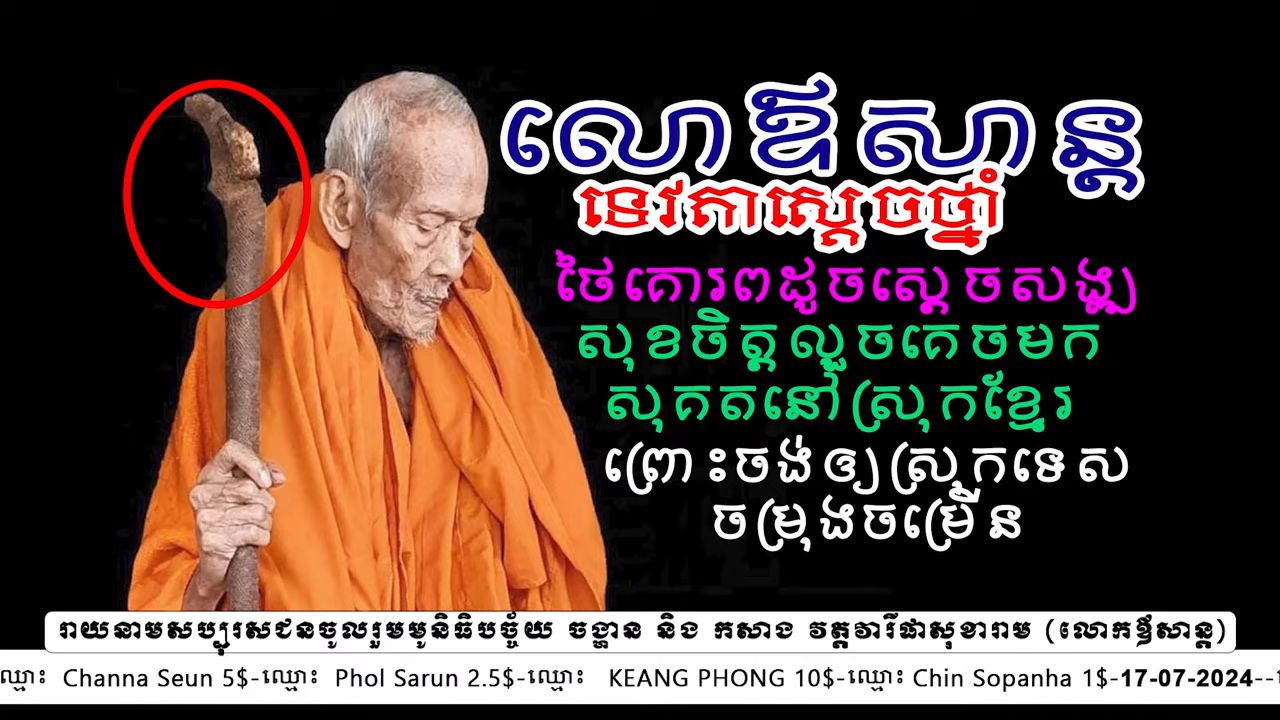 លោឪសាន្ត
ទេវតាស្តេចថ្នាំ
ថៃគោរពដូចស្តេចសង្ឃ
សុខចិត្តលួចគេចមក
សុគតនៅស្រុកខ្មែរ
ព្រោះចង់ឲ្យស្រុកទេស
ចម្រុងចម្រើន
រាយនាមសប្បុរសជនចូលរួមមូនិធិបច្ច័យ ចង្ហាន និង កសាង វត្តវារីផាសុខារាម (លោកឪសាន្ត)
ឈ្មោះ Channa Seun 5$-ឈ្មោះ Phol Sarun 2.5$-ឈ្មោះ KEANG PHONG 10$-ឈ្មោះ Chin Sopanha 1$-17-07-2024--